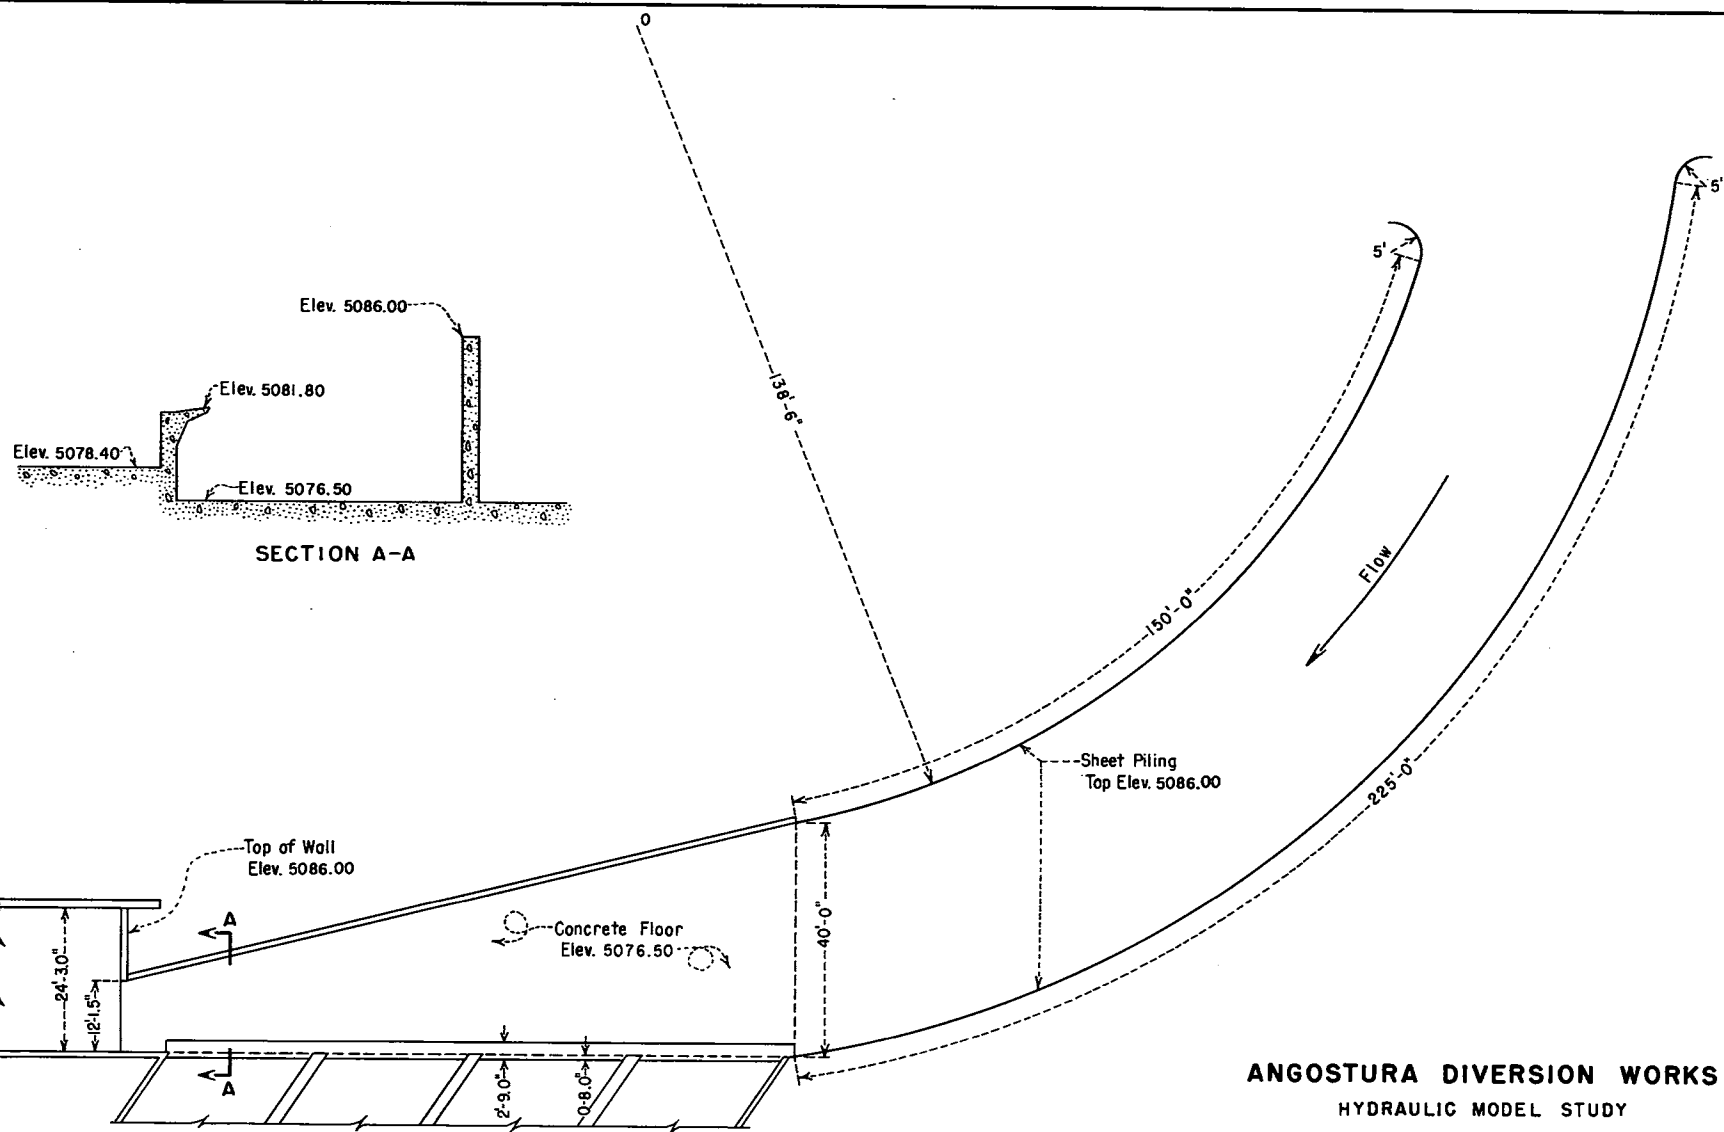 O
5'
5'
Elev. 5086.00
Elev. 5081.80
Elev. 5078.40
Elev. 5076.50
SECTION A-A
138'-6"
Flow
150'-0"
Sheet Piling
Top Elev. 5086.00
225'-0"
Top of Wall
Elev. 5086.00
A
Concrete Floor
Elev. 5076.50
40'-0"
24'-3.0"
12'-1.5"
A
2'-9.0"
0-8.0"
ANGOSTURA DIVERSION WORKS
HYDRAULIC MODEL STUDY